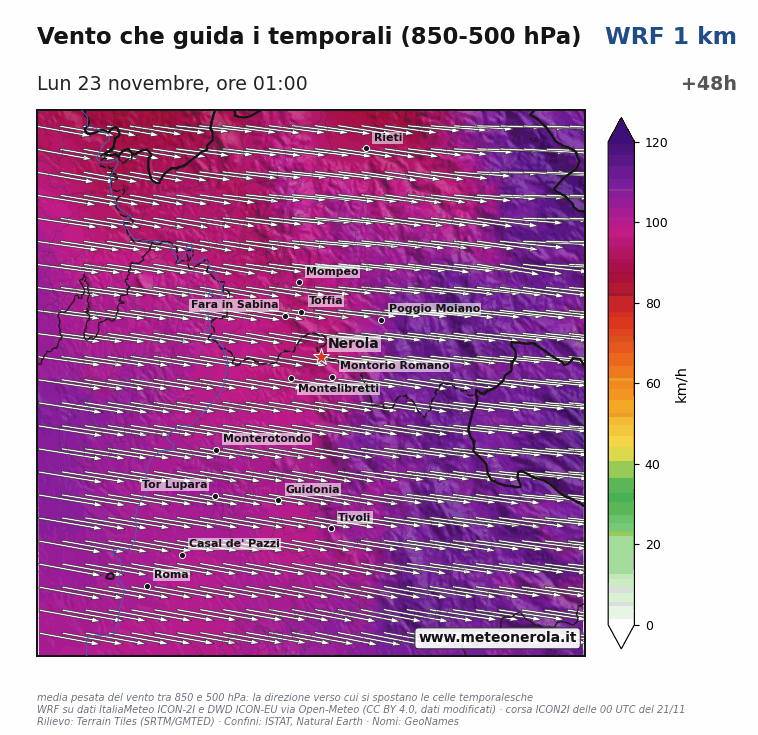 Vento che guida i temporali (850-500 hPa) WRF 1 km
Lun 23 novembre, ore 01:00 +48h
Rieti
Mompeo
Toffia
Fara in Sabina
Poggio Moiano
Nerola
Montorio Romano
Montelibretti
Monterotondo
Tor Lupara
Guidonia
Tivoli
Casal de' Pazzi
Roma
www.meteonerola.it
120
100
80
60
40
20
0
km/h
media pesata del vento tra 850 e 500 hPa: la direzione verso cui si spostano le celle temporalesche
WRF su dati ItaliaMeteo ICON-2I e DWD ICON-EU via Open-Meteo (CC BY 4.0, dati modificati) · corsa ICON2I delle 00 UTC del 21/11
Rilievo: Terrain Tiles (SRTM/GMTED) · Confini: ISTAT, Natural Earth · Nomi: GeoNames